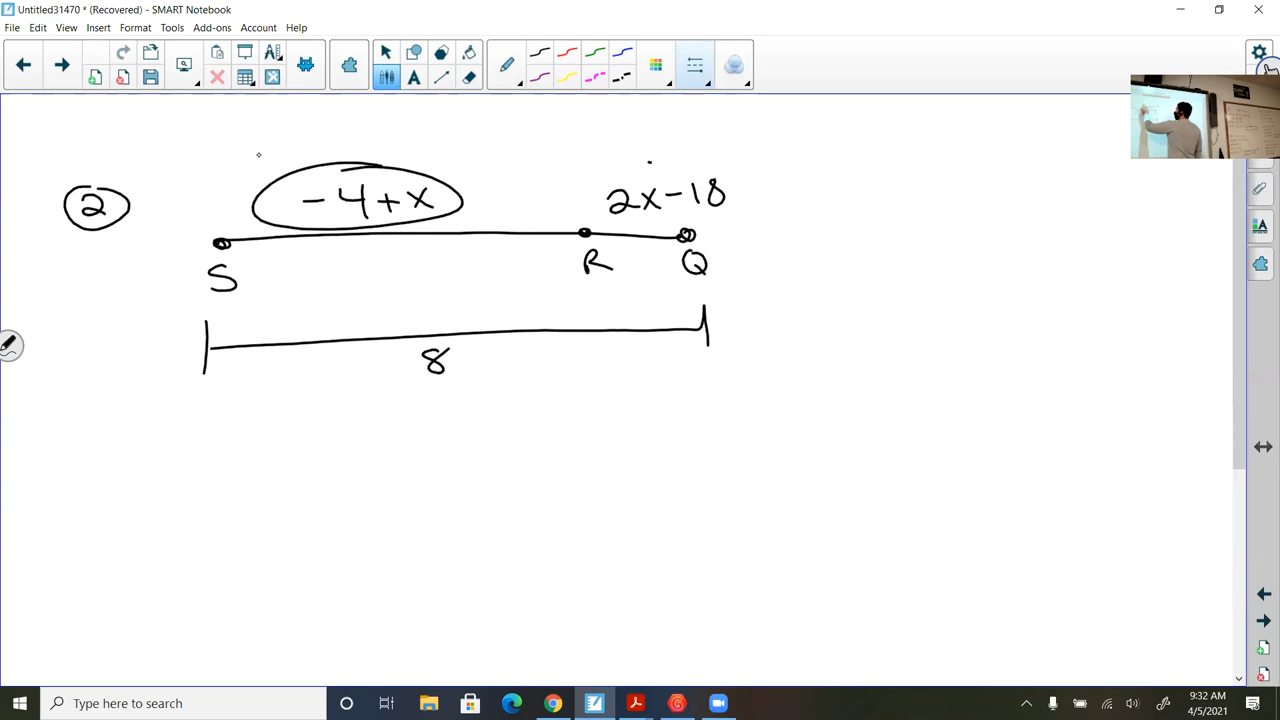 Untitled31470 * (Recovered) - SMART Notebook
File Edit View Insert Format Tools Add-ons Account Help
② -4+x 2x-18
S R Q
8
Type here to search
9:32 AM
4/5/2021